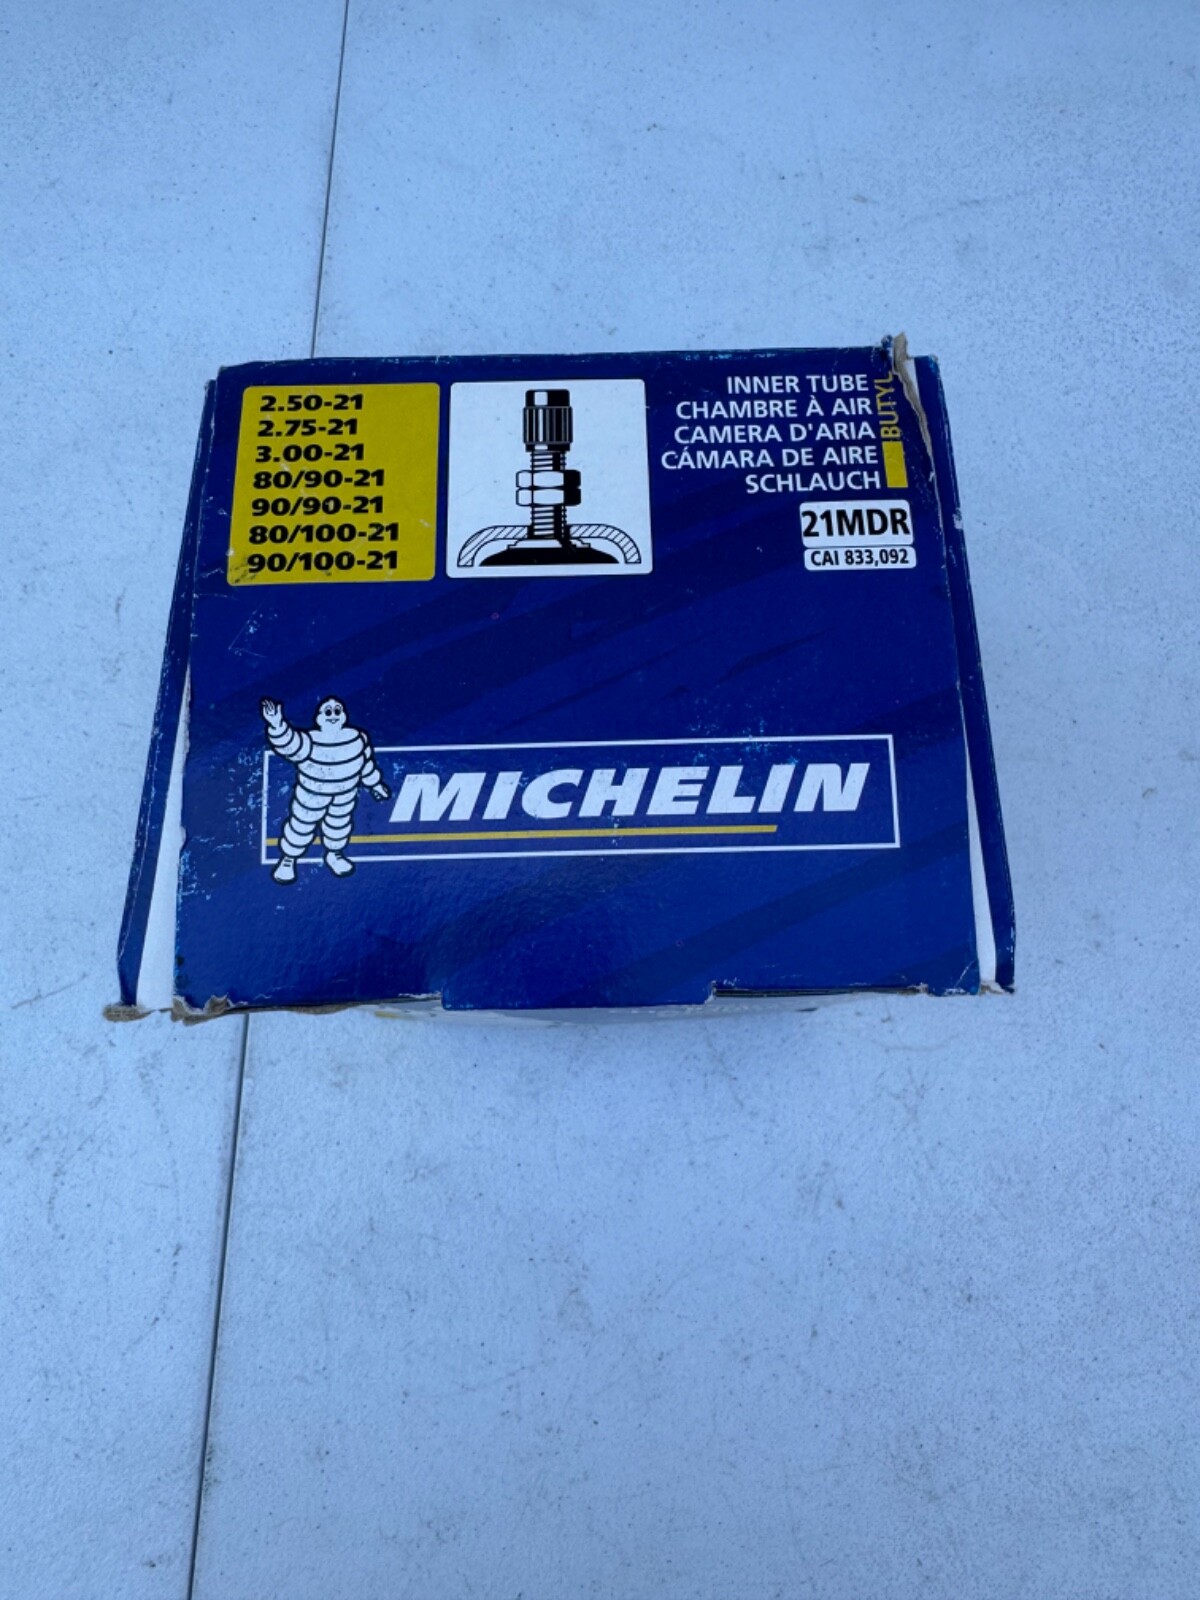 2.50-21
2.75-21
3.00-21
80/90-21
90/90-21
80/100-21
90/100-21
INNER TUBE
CHAMBRE À AIR
CAMERA D'ARIA
CÁMARA DE AIRE
SCHLAUCH
BUTYL
21MDR
CAI 833,092
MICHELIN